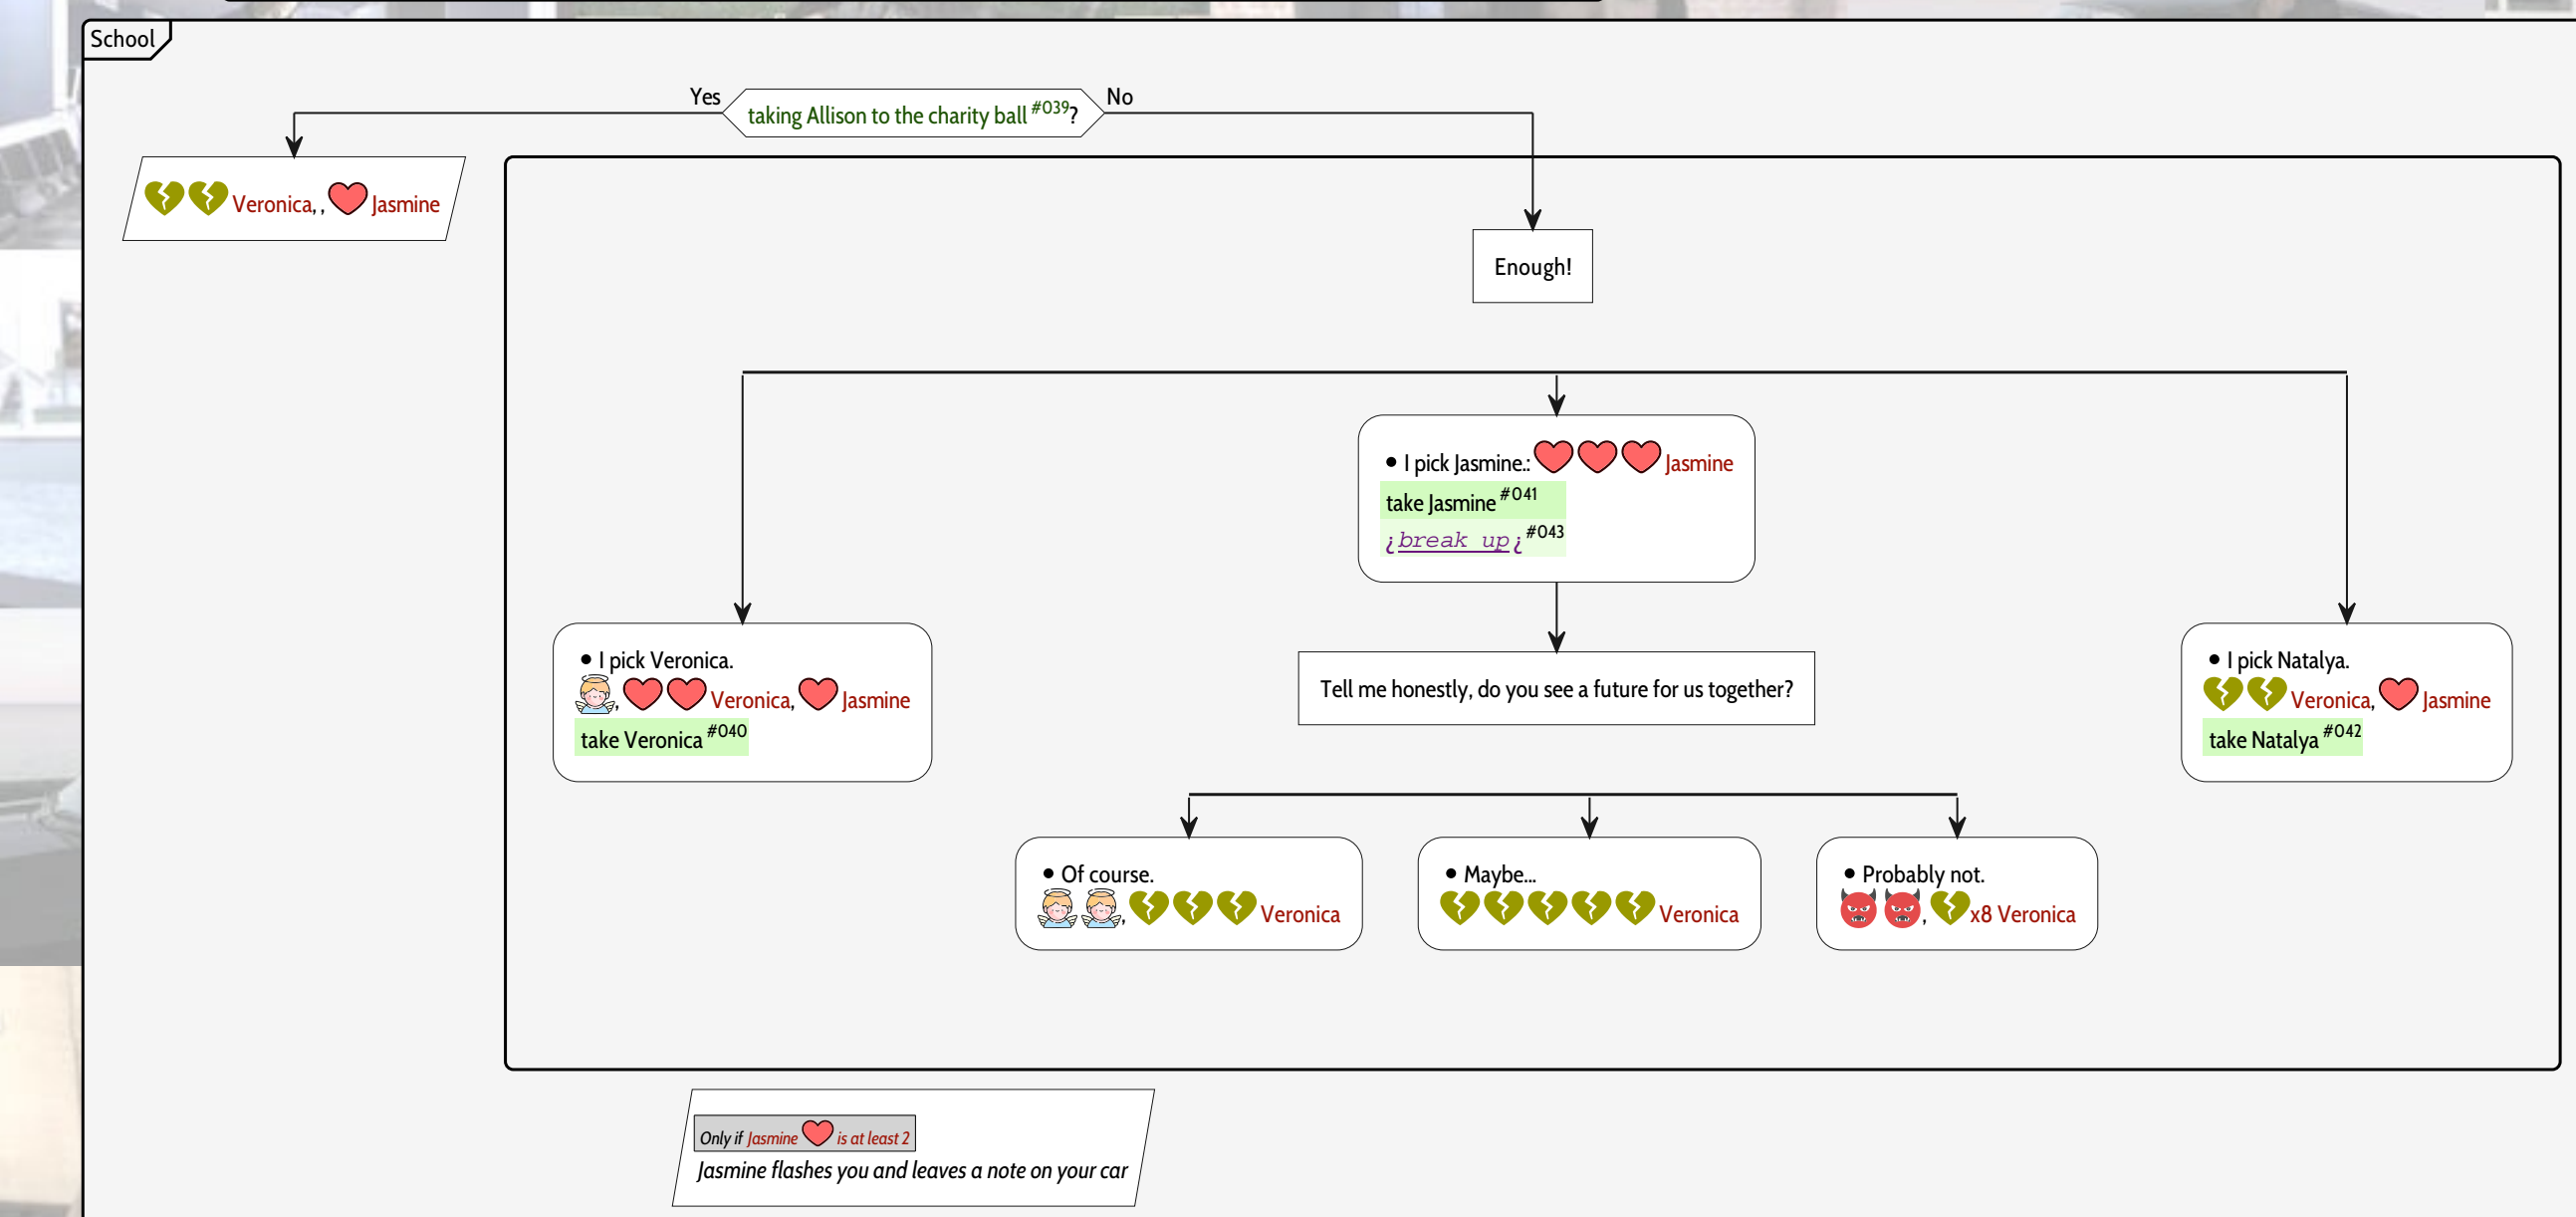 School
Yes
taking Allison to the charity ball #039?
No
Veronica, , Jasmine
Enough!
• I pick Jasmine.: Jasmine
take Jasmine #041
¿break up¿ #043
• I pick Veronica.
, Veronica, Jasmine
take Veronica #040
Tell me honestly, do you see a future for us together?
• I pick Natalya.
Veronica, Jasmine
take Natalya #042
• Of course.
, Veronica
• Maybe...
Veronica
• Probably not.
, x8 Veronica
Only if Jasmine is at least 2
Jasmine flashes you and leaves a note on your car